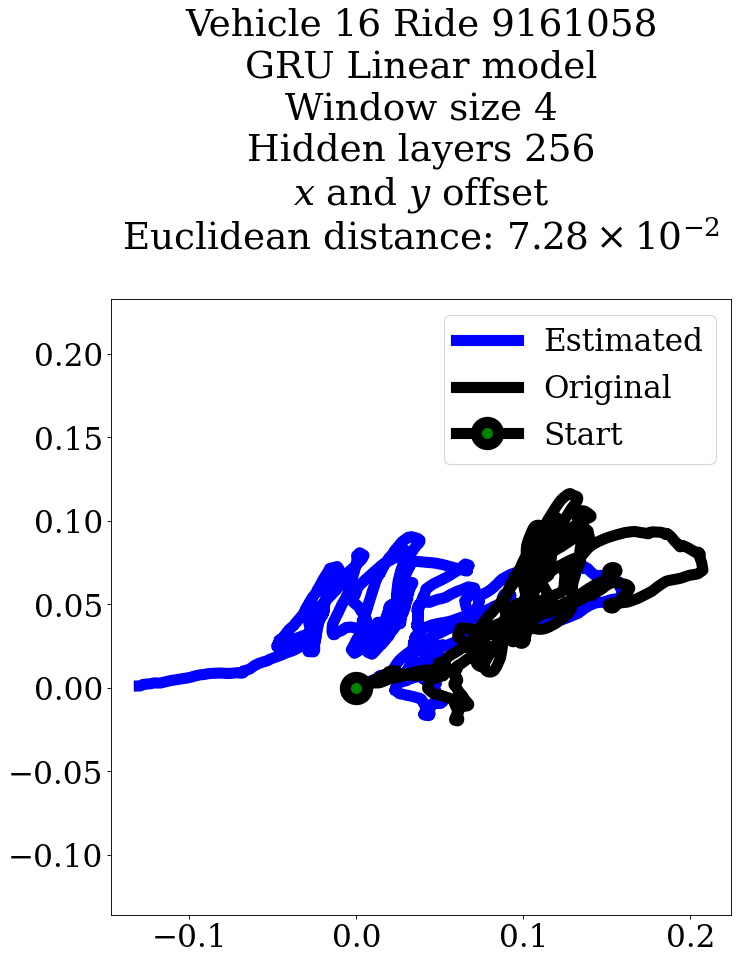 Vehicle 16 Ride 9161058
GRU Linear model
Window size 4
Hidden layers 256
x and y offset
Euclidean distance: 7.28 × 10⁻²
Estimated
Original
Start
0.20
0.15
0.10
0.05
0.00
−0.05
−0.10
−0.1 0.0 0.1 0.2